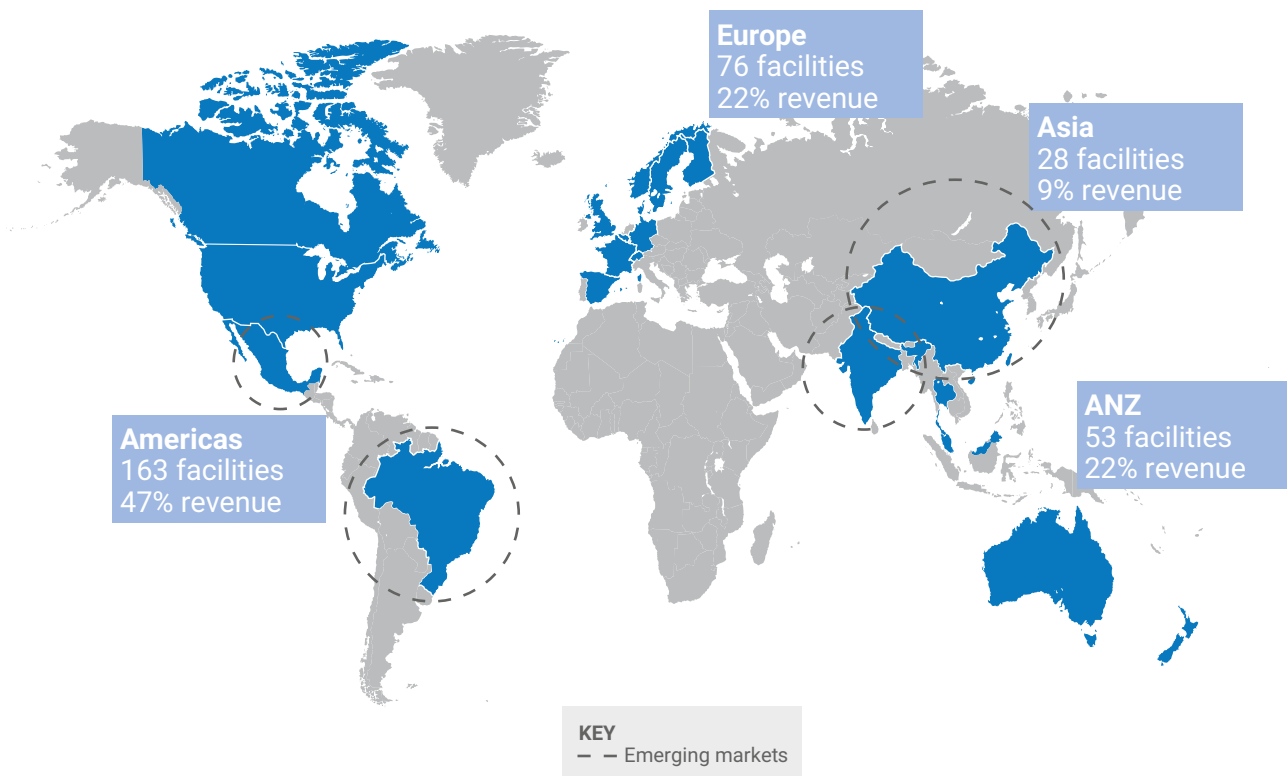 Europe
76 facilities
22% revenue
Asia
28 facilities
9% revenue
ANZ
53 facilities
22% revenue
Americas
163 facilities
47% revenue
KEY
Emerging markets